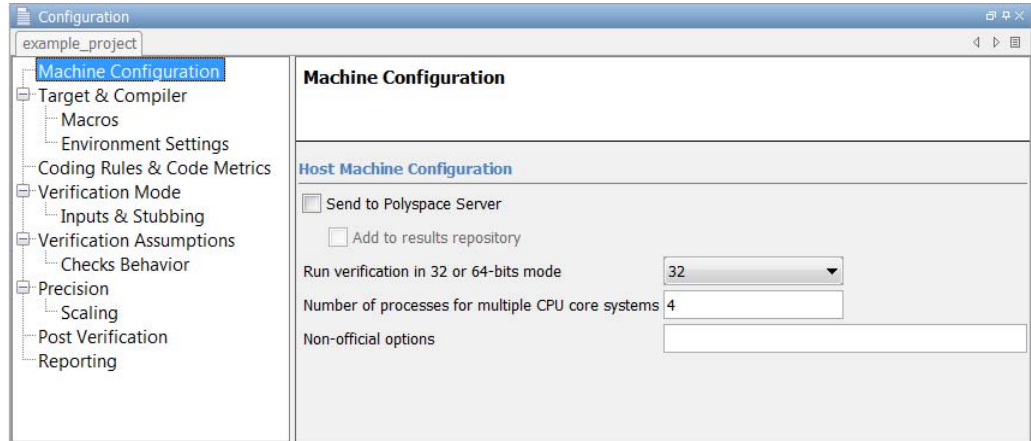 Configuration
example_project
Machine Configuration
Target & Compiler
Macros
Environment Settings
Coding Rules & Code Metrics
Verification Mode
Inputs & Stubbing
Verification Assumptions
Checks Behavior
Precision
Scaling
Post Verification
Reporting
Machine Configuration
Host Machine Configuration
Send to Polyspace Server
Add to results repository
Run verification in 32 or 64-bits mode 32
Number of processes for multiple CPU core systems 4
Non-official options